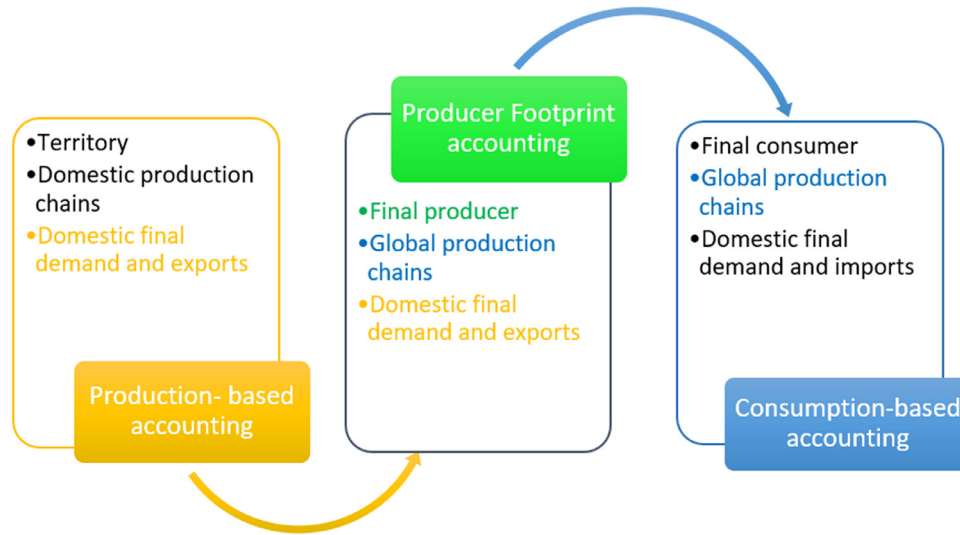 •Territory
•Domestic production
chains
•Domestic final
demand and exports
Production- based
accounting
Producer Footprint
accounting
•Final producer
•Global production
chains
•Domestic final
demand and exports
•Final consumer
•Global production
chains
•Domestic final
demand and imports
Consumption-based
accounting